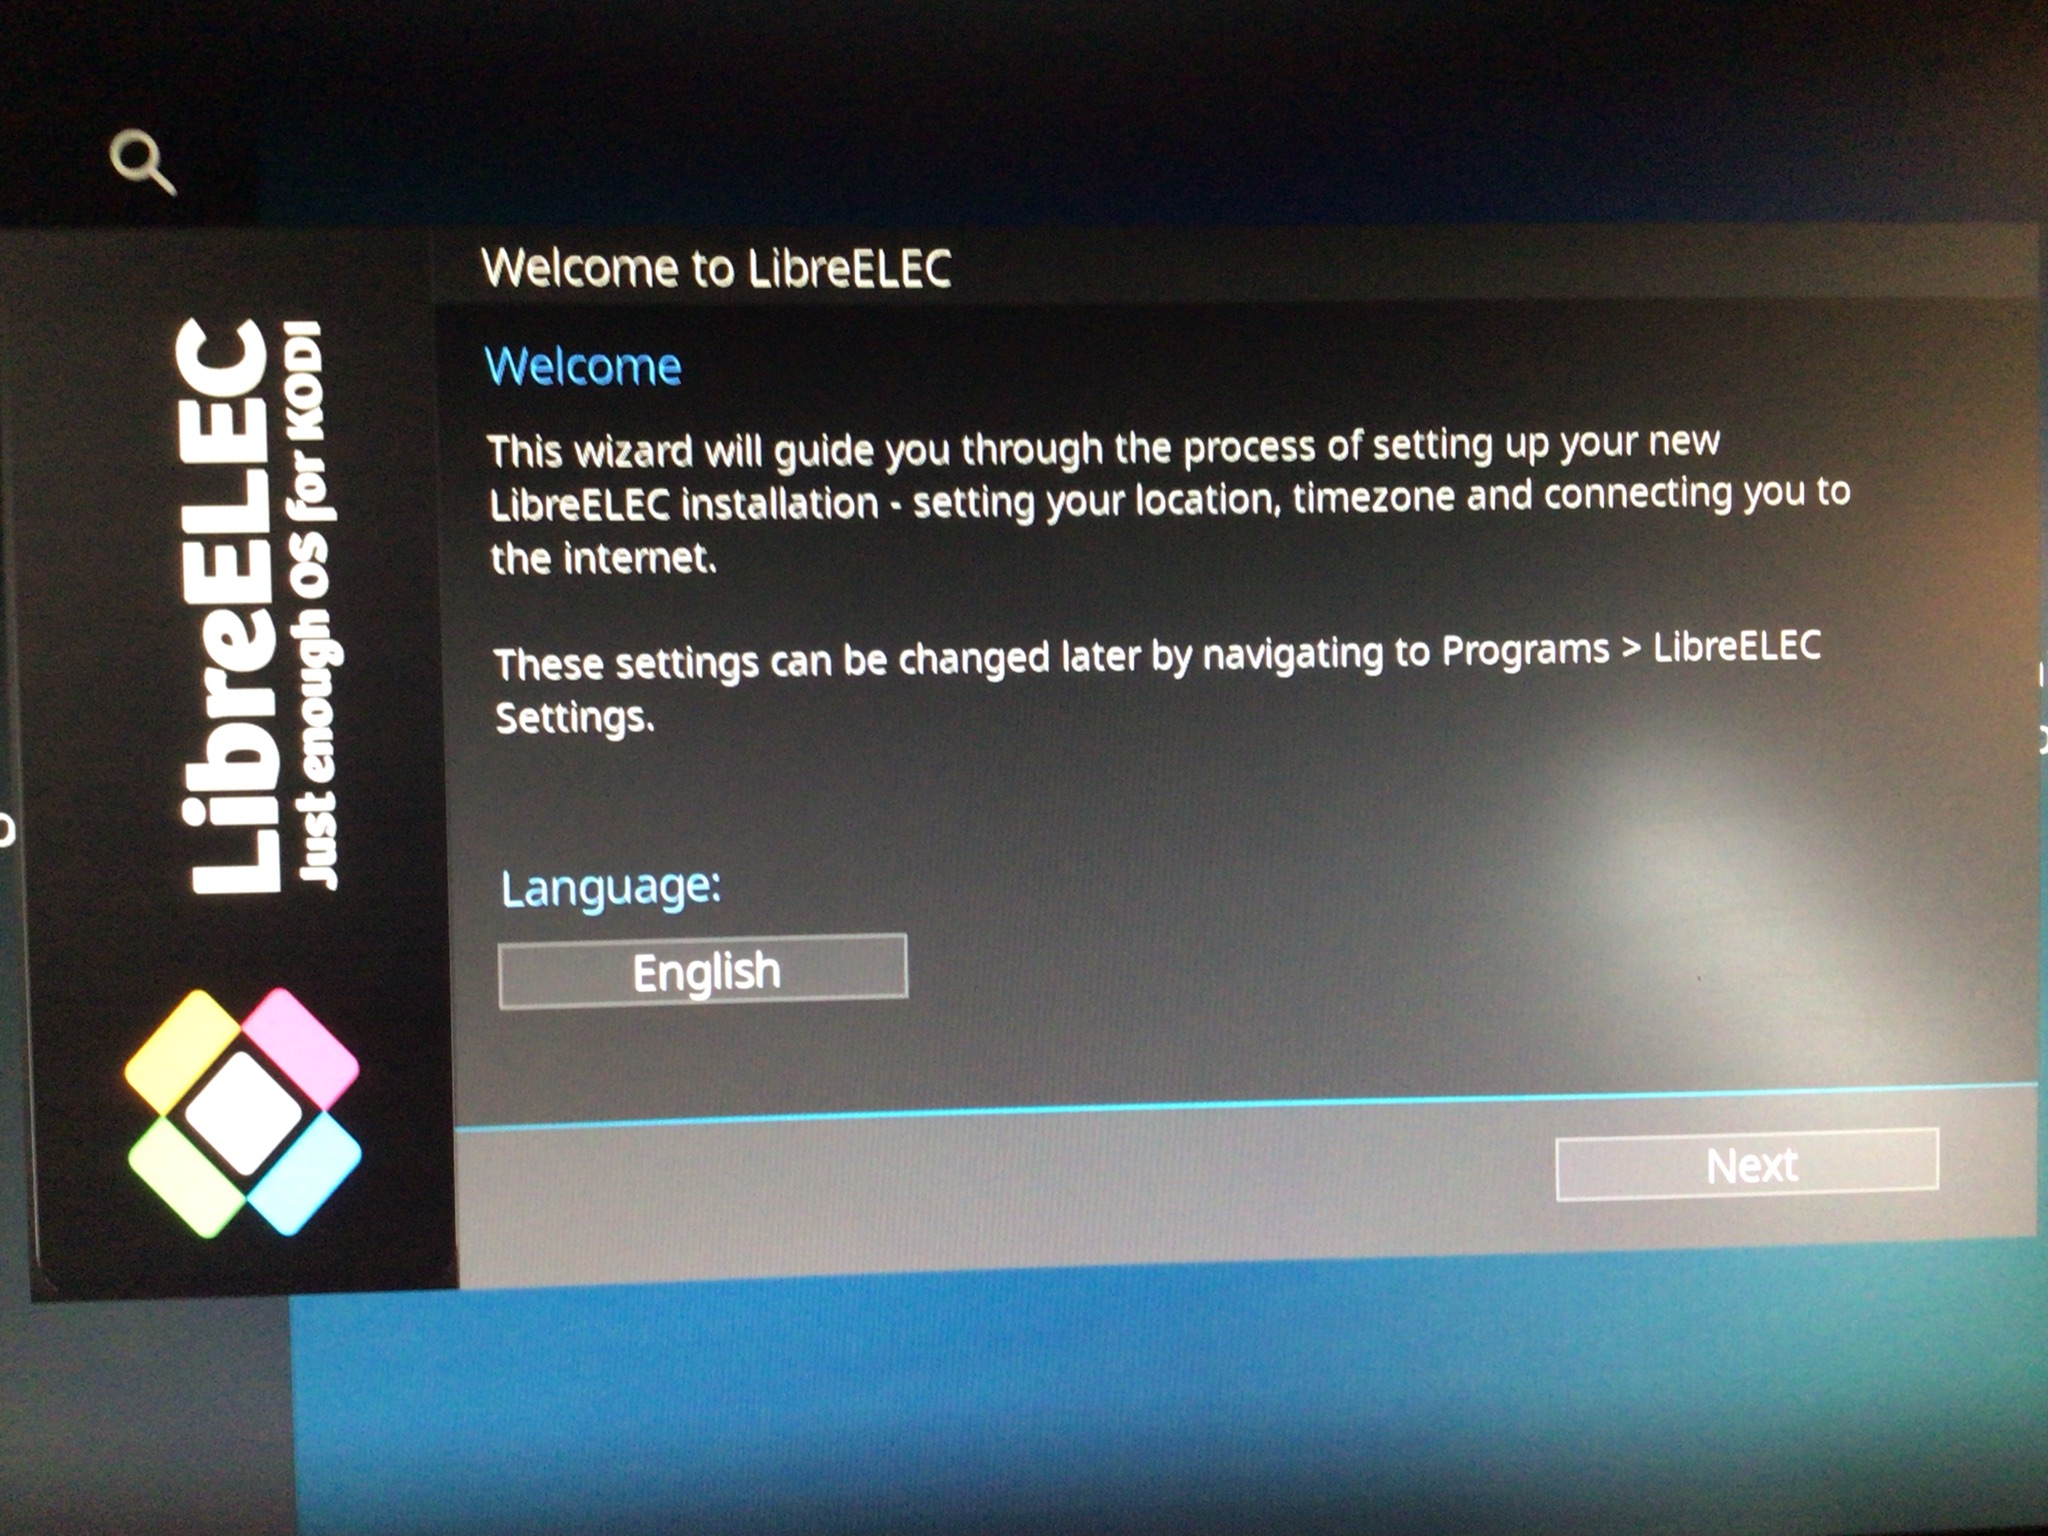 Welcome to LibreELEC
LibreELEC
Just enough OS for KODI
Welcome
This wizard will guide you through the process of setting up your new
LibreELEC installation - setting your location, timezone and connecting you to
the internet.
These settings can be changed later by navigating to Programs > LibreELEC
Settings.
Language:
English
Next